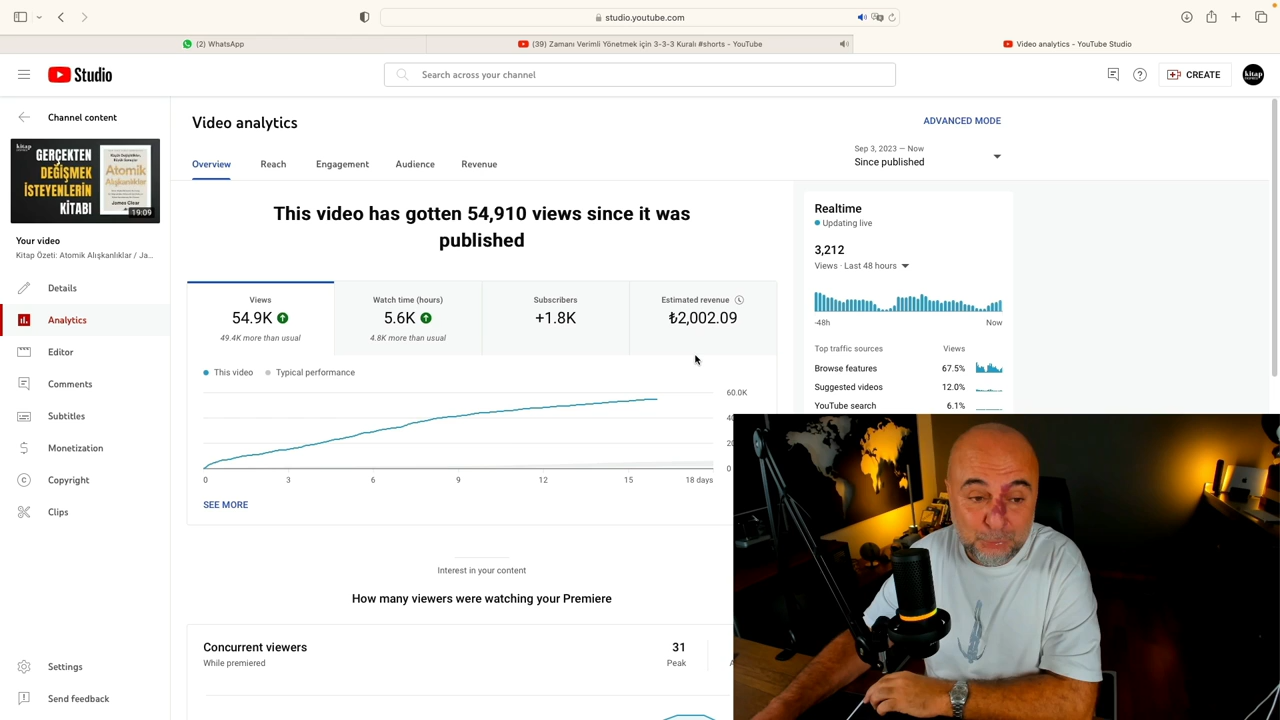 studio.youtube.com
(2) WhatsApp
(39) Zamanı Verimli Yönetmek için 3-3-3 Kuralı #shorts - YouTube
Video analytics - YouTube Studio
Studio
Search across your channel
CREATE
kitap
Channel content
kitap
GERÇEKTEN
DEĞİŞMEK
İSTEYENLERİN
KİTABI
Atomik
Alışkanlıklar
James Clear
19:09
Your video
Kitap Özeti: Atomik Alışkanlıklar / Ja...
Details
Analytics
Editor
Comments
Subtitles
Monetization
Copyright
Clips
Settings
Send feedback
Video analytics
ADVANCED MODE
Overview
Reach
Engagement
Audience
Revenue
Sep 3, 2023 – Now
Since published
This video has gotten 54,910 views since it was
published
Views
54.9K
49.4K more than usual
Watch time (hours)
5.6K
4.8K more than usual
Subscribers
+1.8K
Estimated revenue
₺2,002.09
This video
Typical performance
60.0K
0
0
3
6
9
12
15
18 days
SEE MORE
Interest in your content
How many viewers were watching your Premiere
Concurrent viewers
While premiered
31
Peak
Realtime
Updating live
3,212
Views · Last 48 hours
-48h
Now
Top traffic sources
Views
Browse features
67.5%
Suggested videos
12.0%
YouTube search
6.1%